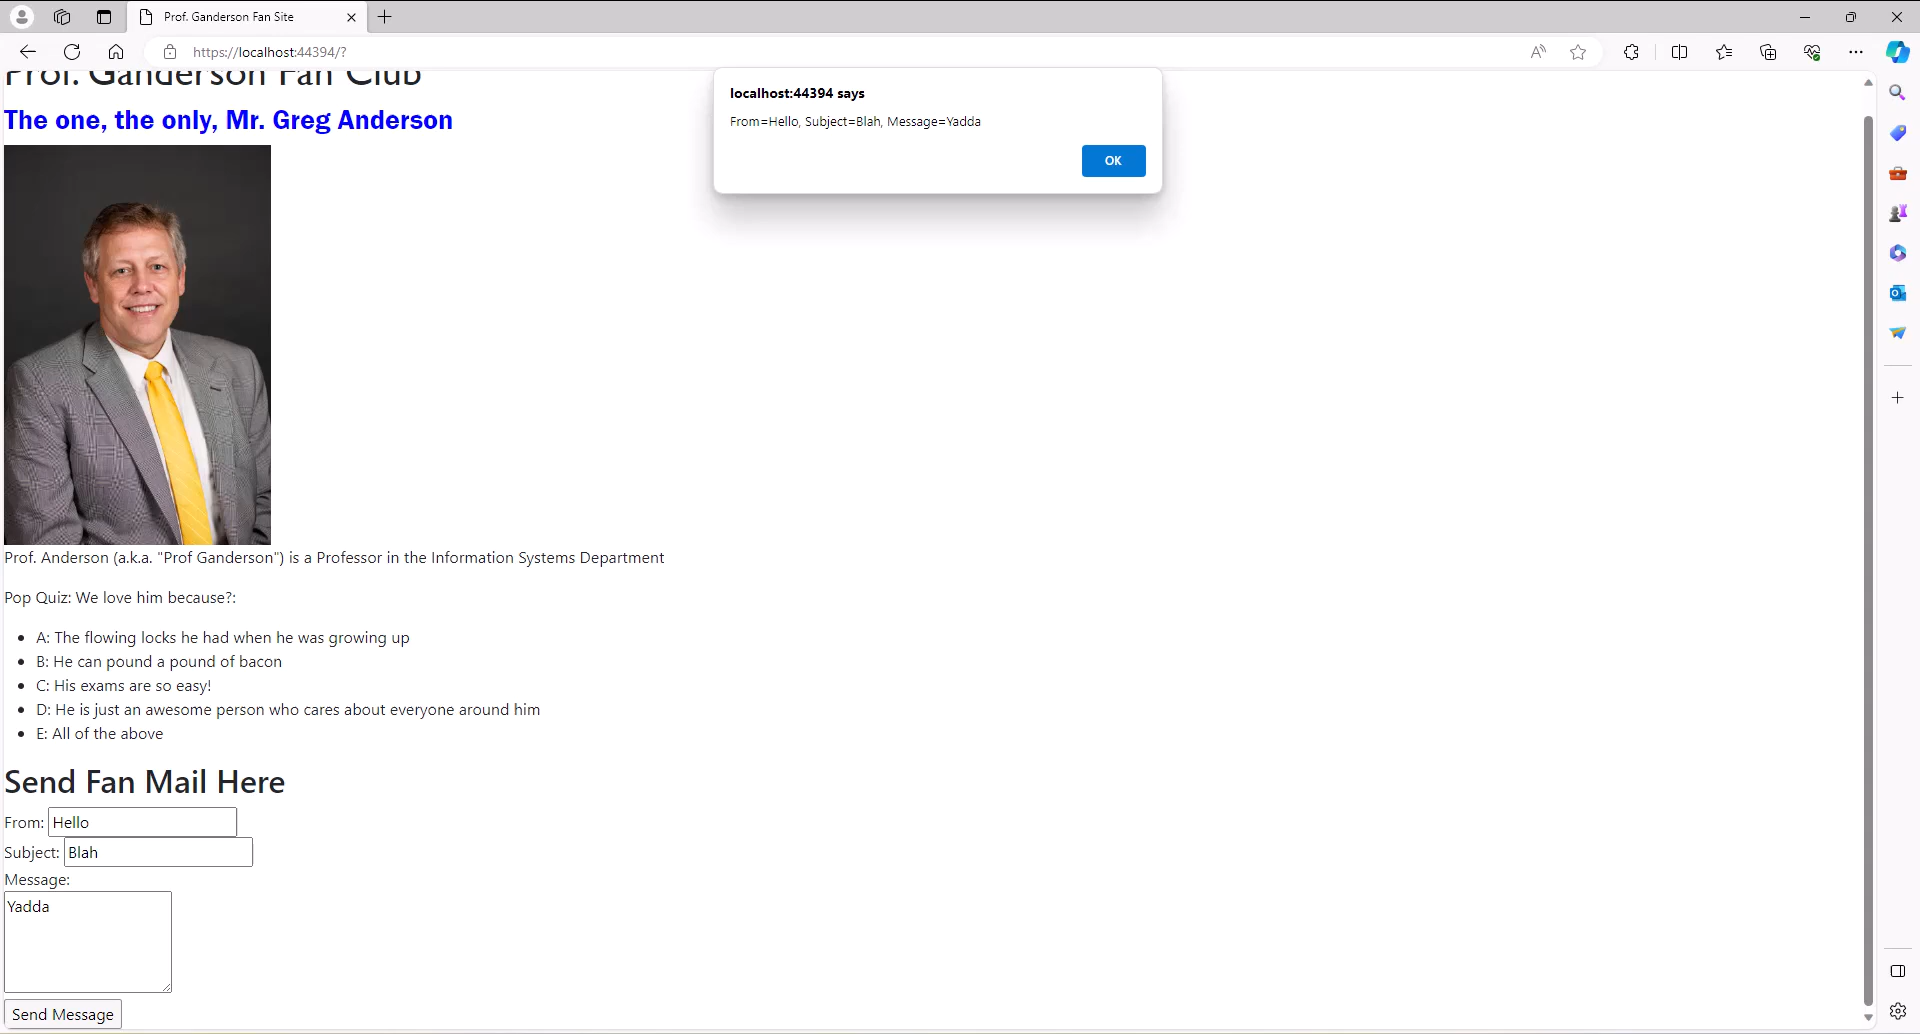 Prof. Ganderson Fan Site
https://localhost:44394/?
Prof. Ganderson Fan Club
localhost:44394 says
From=Hello, Subject=Blah, Message=Yadda
OK
The one, the only, Mr. Greg Anderson
Prof. Anderson (a.k.a. "Prof Ganderson") is a Professor in the Information Systems Department
Pop Quiz: We love him because?:
A: The flowing locks he had when he was growing up
B: He can pound a pound of bacon
C: His exams are so easy!
D: He is just an awesome person who cares about everyone around him
E: All of the above
Send Fan Mail Here
From: Hello
Subject: Blah
Message:
Yadda
Send Message